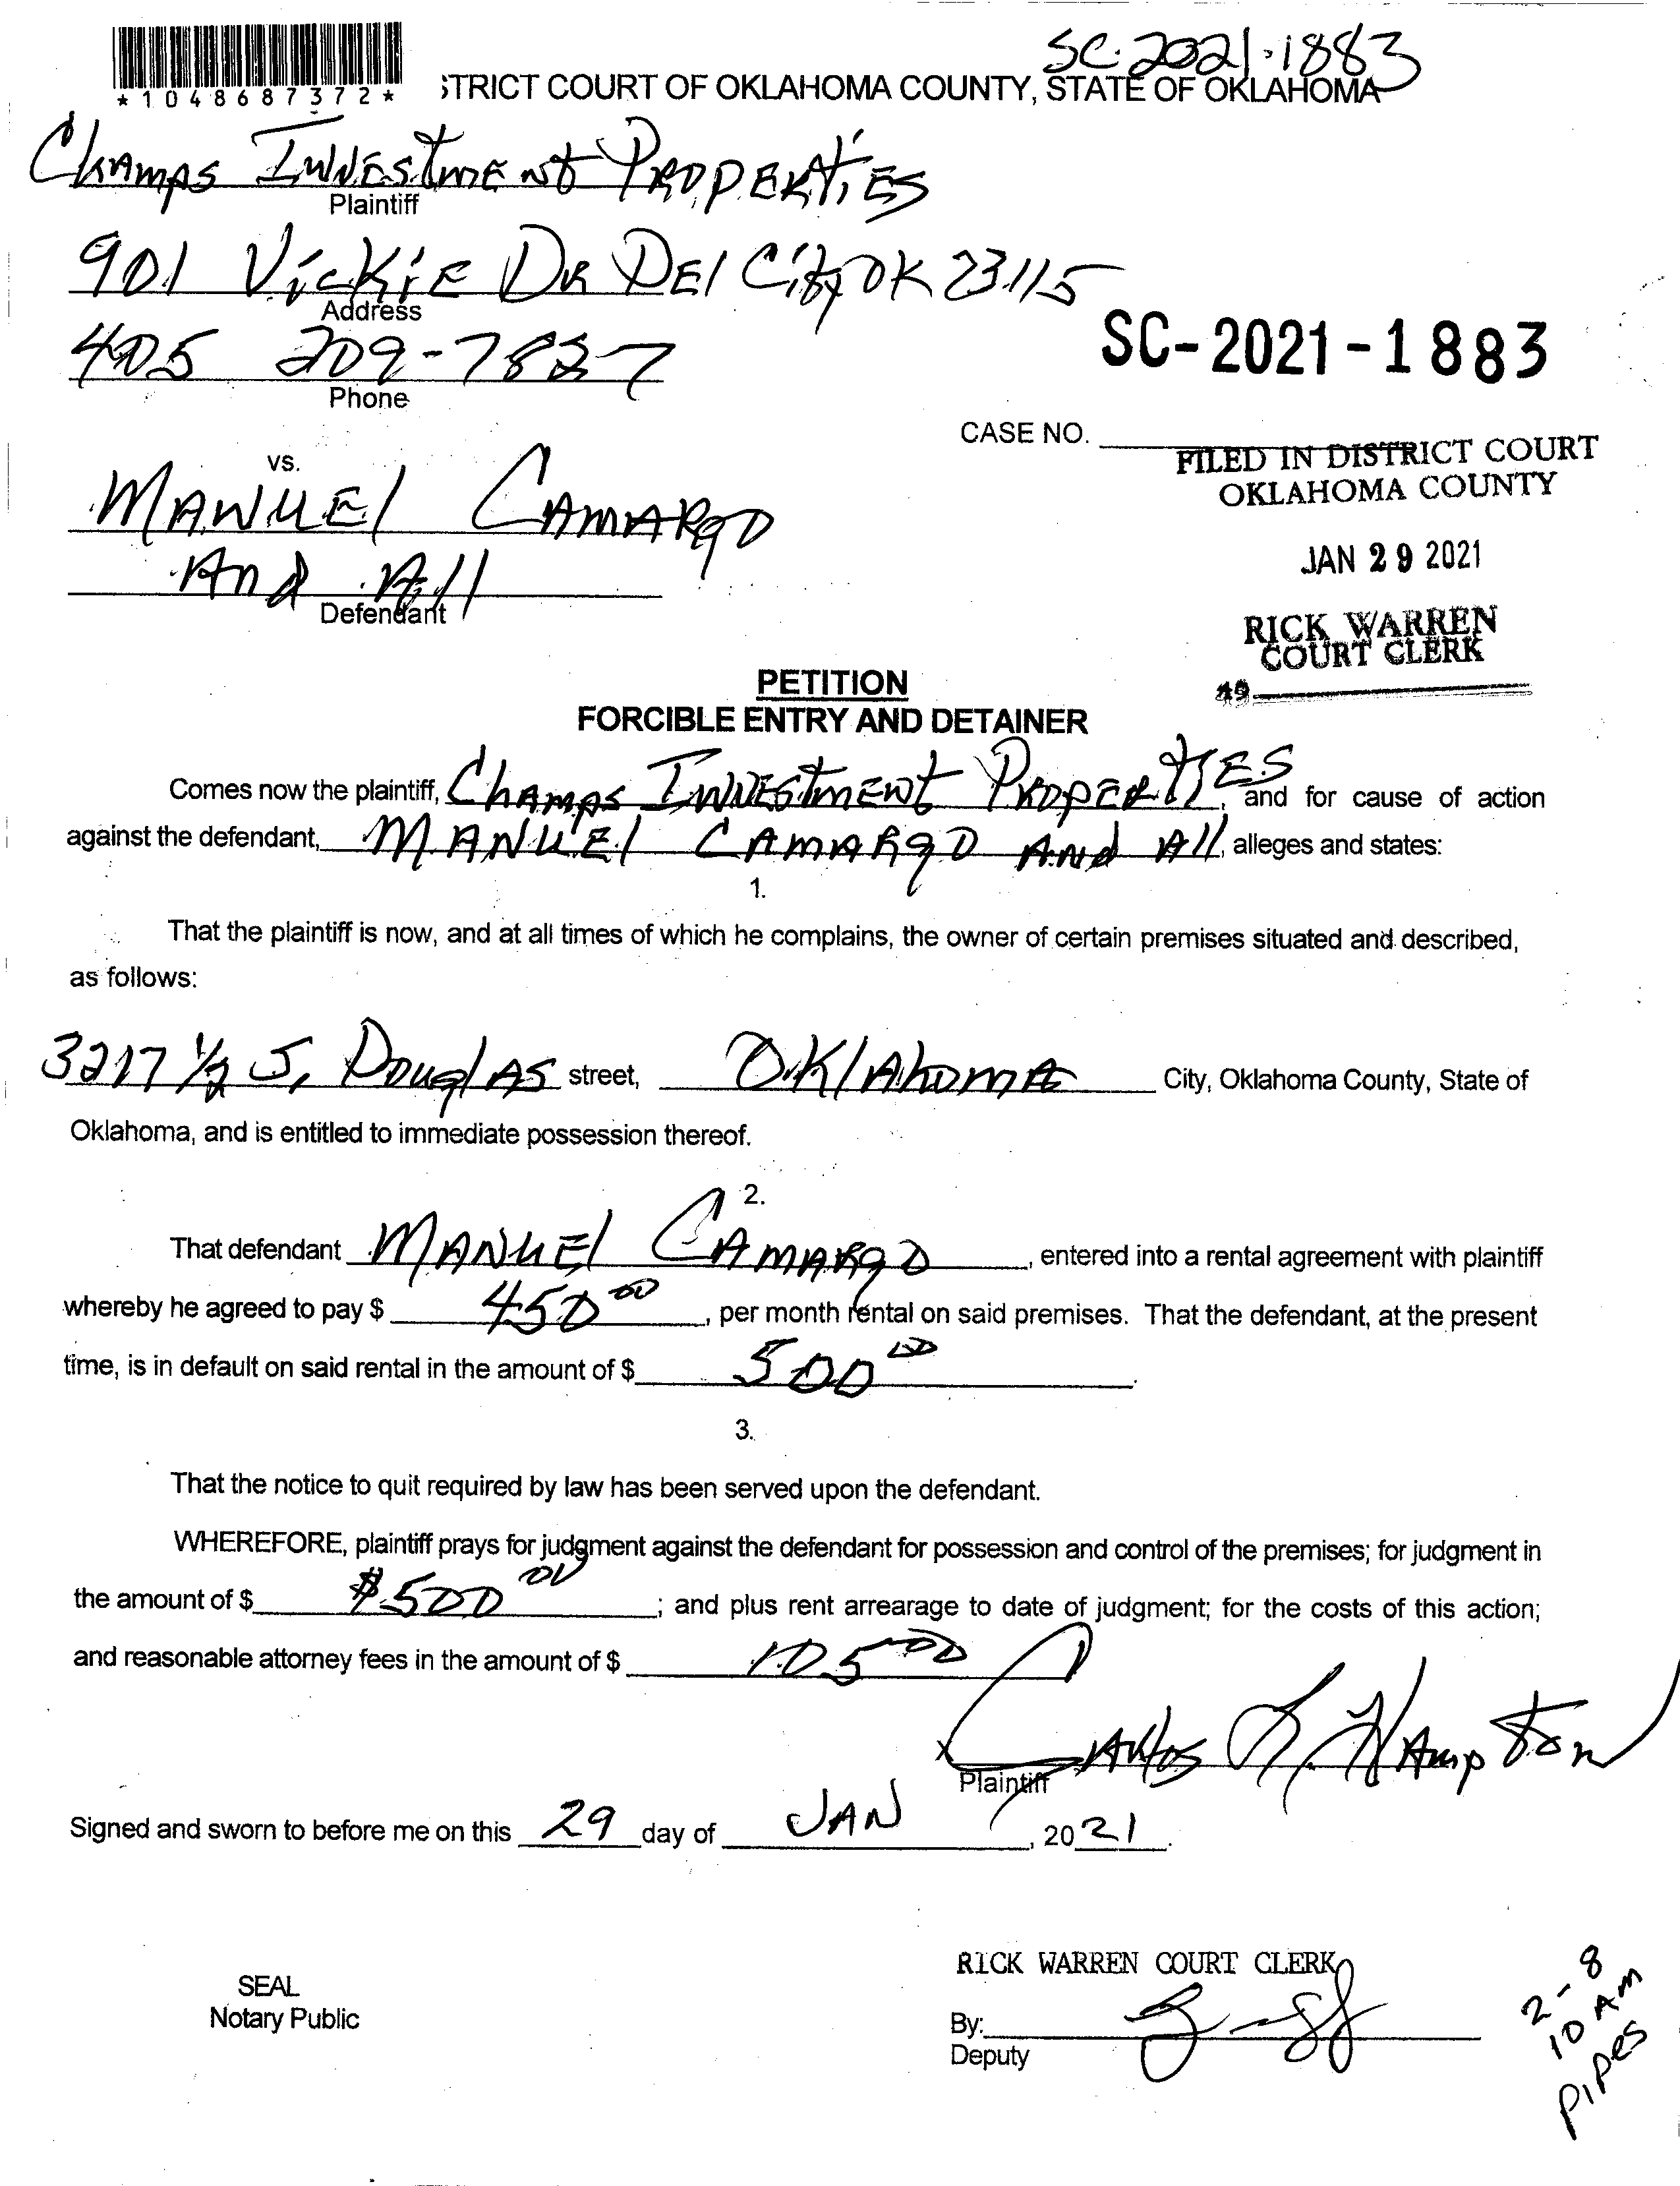 SC-2021-1883
*1048687372*
STRICT COURT OF OKLAHOMA COUNTY, STATE OF OKLAHOMA
Champs Investment Properties
Plaintiff
901 Vickie Dr Del City OK 23115
Address
405 209-7827
Phone
SC-2021-1883
CASE NO.
FILED IN DISTRICT COURT
OKLAHOMA COUNTY
JAN 29 2021
RICK WARREN
COURT CLERK
49
vs.
Manuel Camargo
And All
Defendant
PETITION
FORCIBLE ENTRY AND DETAINER
Comes now the plaintiff, Champs Investment Properties, and for cause of action
against the defendant, Manuel Camargo And All, alleges and states:
1.
That the plaintiff is now, and at all times of which he complains, the owner of certain premises situated and described,
as follows:
3217 1/2 S. Douglas street, Oklahoma City, Oklahoma County, State of
Oklahoma, and is entitled to immediate possession thereof.
2.
That defendant Manuel Camargo, entered into a rental agreement with plaintiff
whereby he agreed to pay $ 450 00, per month rental on said premises. That the defendant, at the present
time, is in default on said rental in the amount of $ 500 00.
3.
That the notice to quit required by law has been served upon the defendant.
WHEREFORE, plaintiff prays for judgment against the defendant for possession and control of the premises; for judgment in
the amount of $ $500 00; and plus rent arrearage to date of judgment; for the costs of this action;
and reasonable attorney fees in the amount of $ 105 00
x Carlos L. Hampton
Plaintiff
Signed and sworn to before me on this 29 day of JAN, 2021.
RICK WARREN COURT CLERK
SEAL
Notary Public
By:
Deputy
2-8
10 AM
Pipes